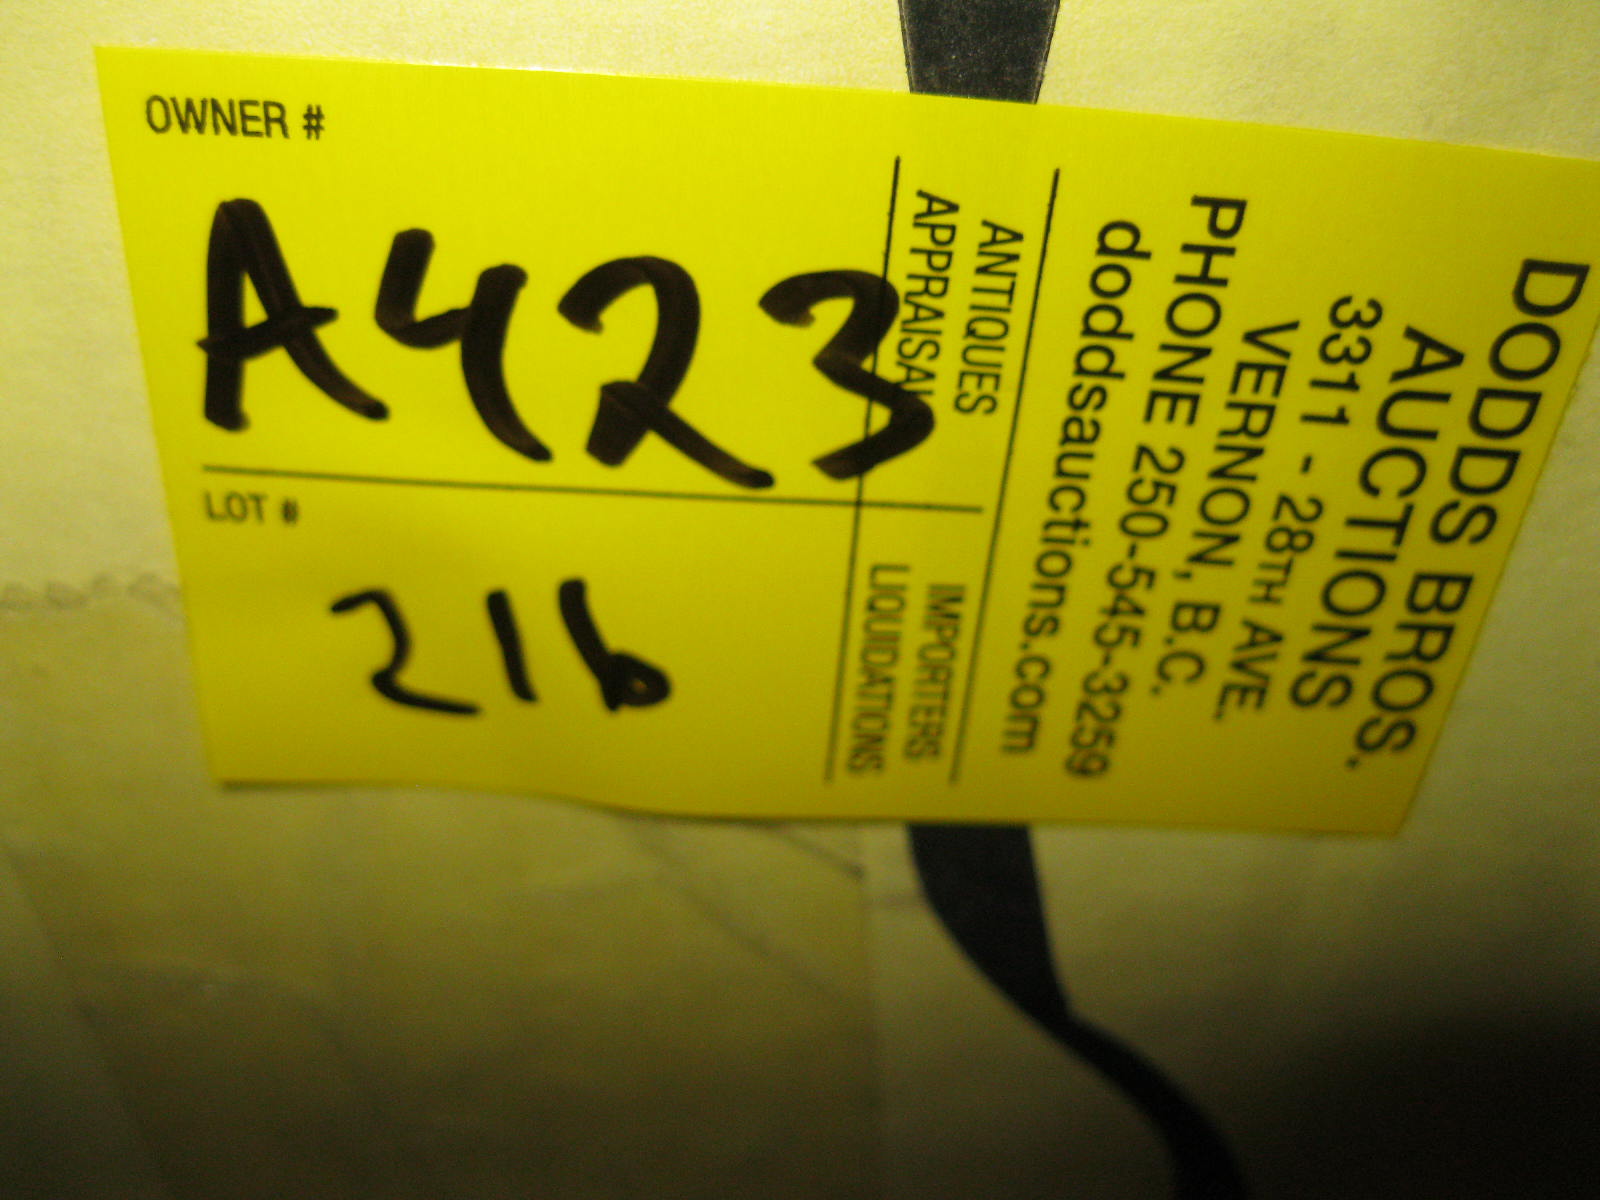 OWNER #
A423
LOT #
216
ANTIQUES
APPRAISAL
IMPORTERS
LIQUIDATIONS
DODDS BROS.
AUCTIONS
3311 - 28TH AVE.
VERNON, B.C.
PHONE 250-545-3259
doddsauctions.com